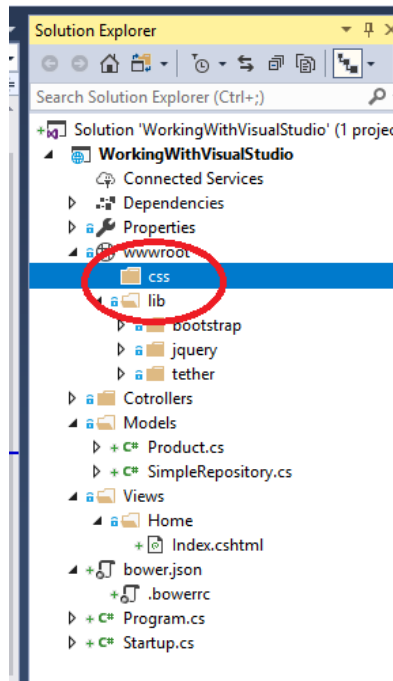 Solution Explorer
Search Solution Explorer (Ctrl+;)
Solution 'WorkingWithVisualStudio' (1 projec
WorkingWithVisualStudio
Connected Services
Dependencies
Properties
wwwroot
css
lib
bootstrap
jquery
tether
Cotrollers
Models
C# Product.cs
C# SimpleRepository.cs
Views
Home
Index.cshtml
bower.json
.bowerrc
C# Program.cs
C# Startup.cs